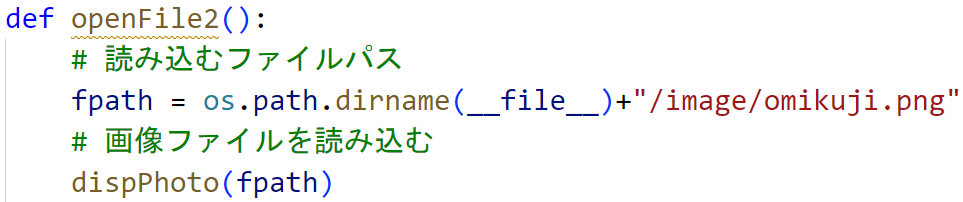 def openFile2():
    # 読み込むファイルパス
    fpath = os.path.dirname(__file__)+"/image/omikuji.png"
    # 画像ファイルを読み込む
    dispPhoto(fpath)